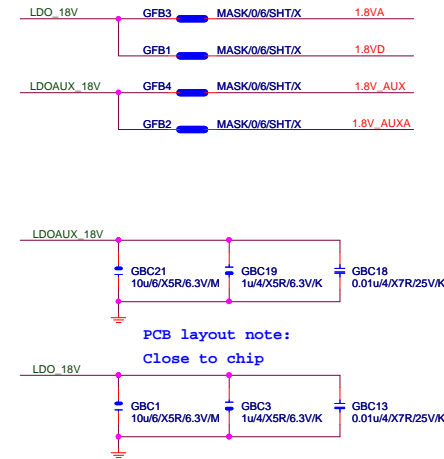 LDO_18V GFB3 MASK/0/6/SHT/X 1.8VA
GFB1 MASK/0/6/SHT/X 1.8VD
LDOAUX_18V GFB4 MASK/0/6/SHT/X 1.8V_AUX
GFB2 MASK/0/6/SHT/X 1.8V_AUXA
LDOAUX_18V
GBC21 GBC19 GBC18
10u/6/X5R/6.3V/M 1u/4/X5R/6.3V/K 0.01u/4/X7R/25V/K
PCB layout note:
Close to chip
LDO_18V
GBC1 GBC3 GBC13
10u/6/X5R/6.3V/M 1u/4/X5R/6.3V/K 0.01u/4/X7R/25V/K